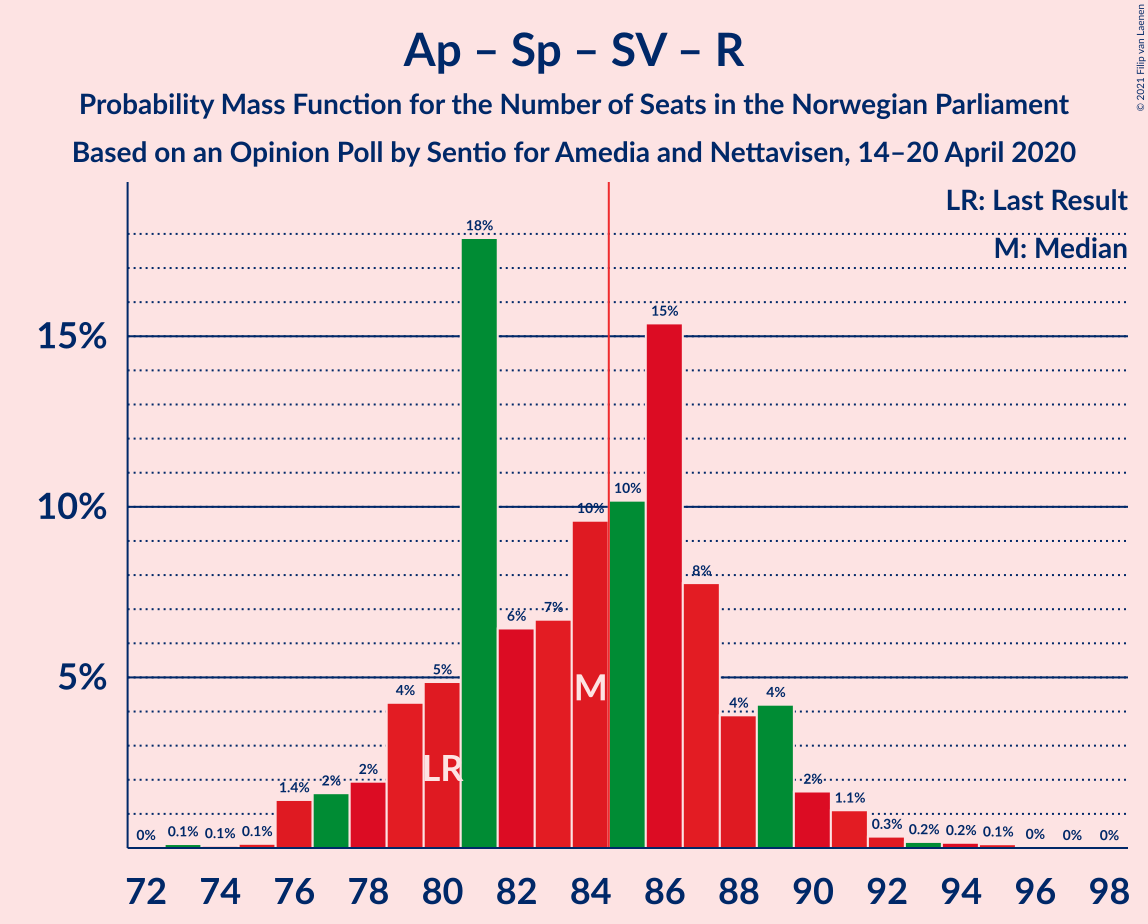 Ap – Sp – SV – R
Probability Mass Function for the Number of Seats in the Norwegian Parliament
Based on an Opinion Poll by Sentio for Amedia and Nettavisen, 14–20 April 2020
© 2021 Filip van Laenen
LR: Last Result
M: Median
15%
10%
5%
0% 0.1% 0.1% 0.1% 1.4% 2% 2% 4% 5% 18% 6% 7% 10% 10% 15% 8% 4% 4% 2% 1.1% 0.3% 0.2% 0.2% 0.1% 0% 0% 0%
M
LR
72 74 76 78 80 82 84 86 88 90 92 94 96 98